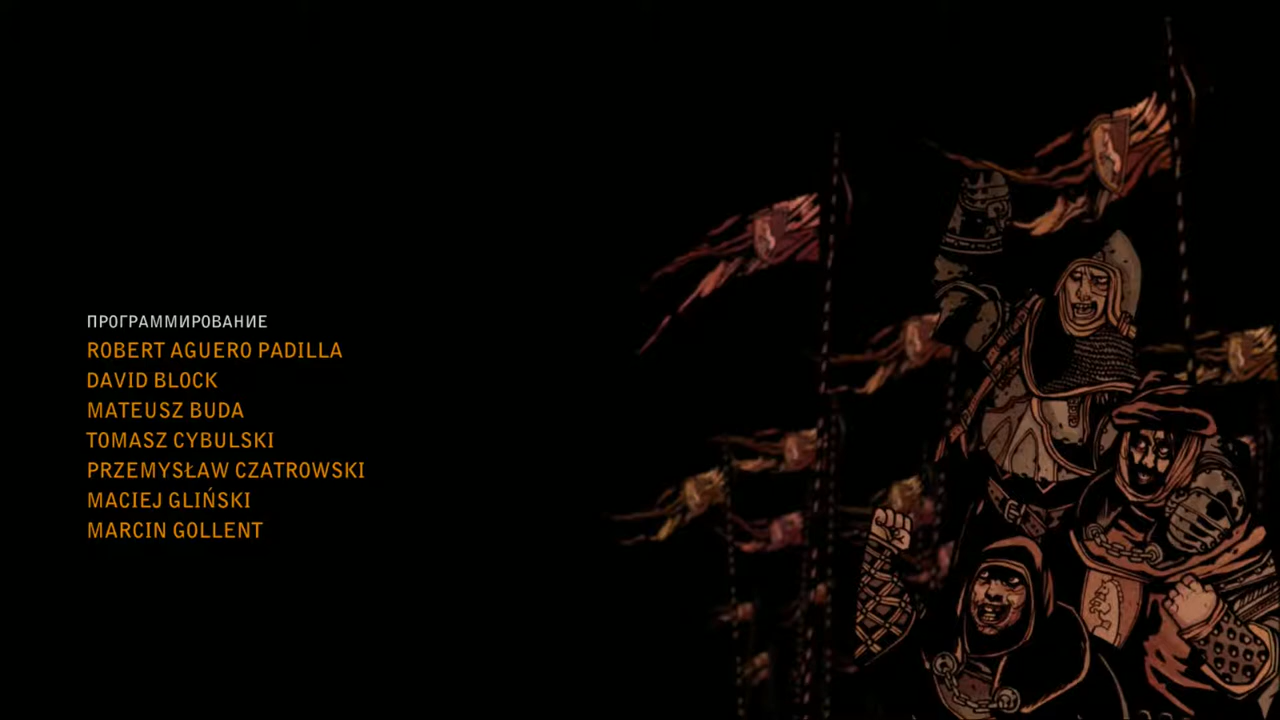 ПРОГРАММИРОВАНИЕ
ROBERT AGUERO PADILLA
DAVID BLOCK
MATEUSZ BUDA
TOMASZ CYBULSKI
PRZEMYSŁAW CZATROWSKI
MACIEJ GLIŃSKI
MARCIN GOLLENT